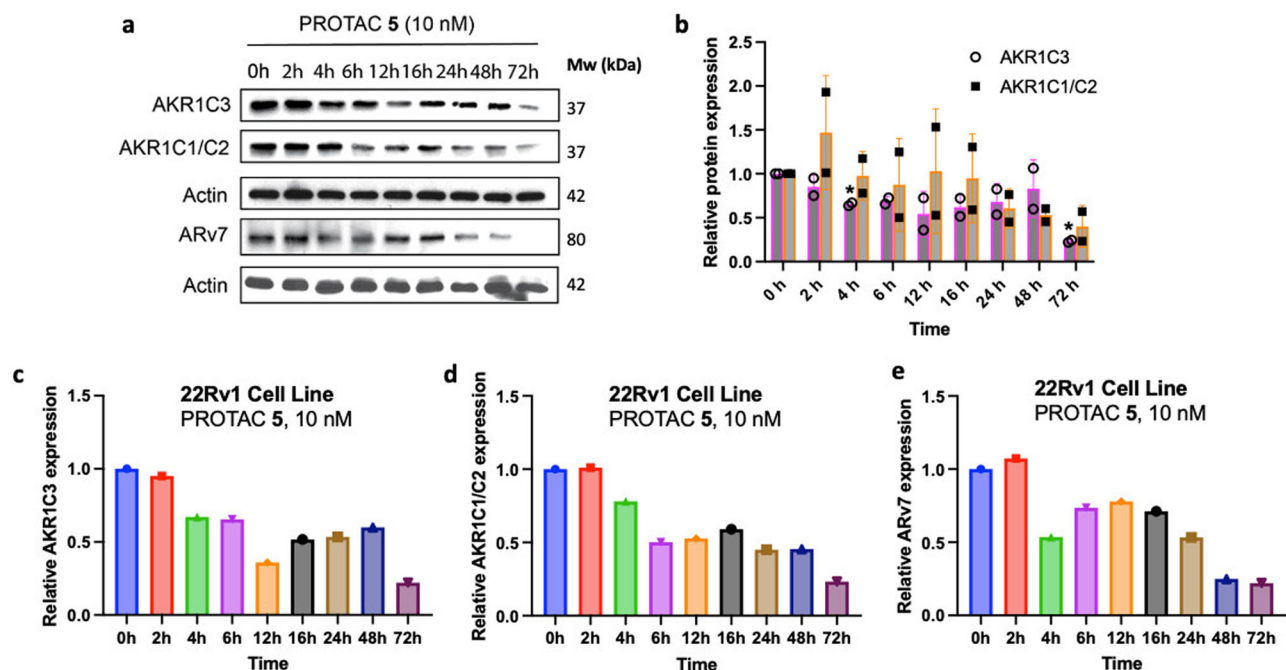 a
PROTAC 5 (10 nM)
0h 2h 4h 6h 12h 16h 24h 48h 72h
Mw (kDa)
AKR1C3 37
AKR1C1/C2 37
Actin 42
ARv7 80
Actin 42
b
Relative protein expression
2.5
2.0
1.5
1.0
0.5
0.0
AKR1C3
AKR1C1/C2
*
*
0 h 2 h 4 h 6 h 12 h 16 h 24 h 48 h 72 h
Time
c
Relative AKR1C3 expression
22Rv1 Cell Line
PROTAC 5, 10 nM
1.5
1.0
0.5
0.0
0h 2h 4h 6h 12h 16h 24h 48h 72h
Time
d
Relative AKR1C1/C2 expression
22Rv1 Cell Line
PROTAC 5, 10 nM
1.5
1.0
0.5
0.0
0h 2h 4h 6h 12h 16h 24h 48h 72h
Time
e
Relative ARv7 expression
22Rv1 Cell Line
PROTAC 5, 10 nM
1.5
1.0
0.5
0.0
0h 2h 4h 6h 12h 16h 24h 48h 72h
Time